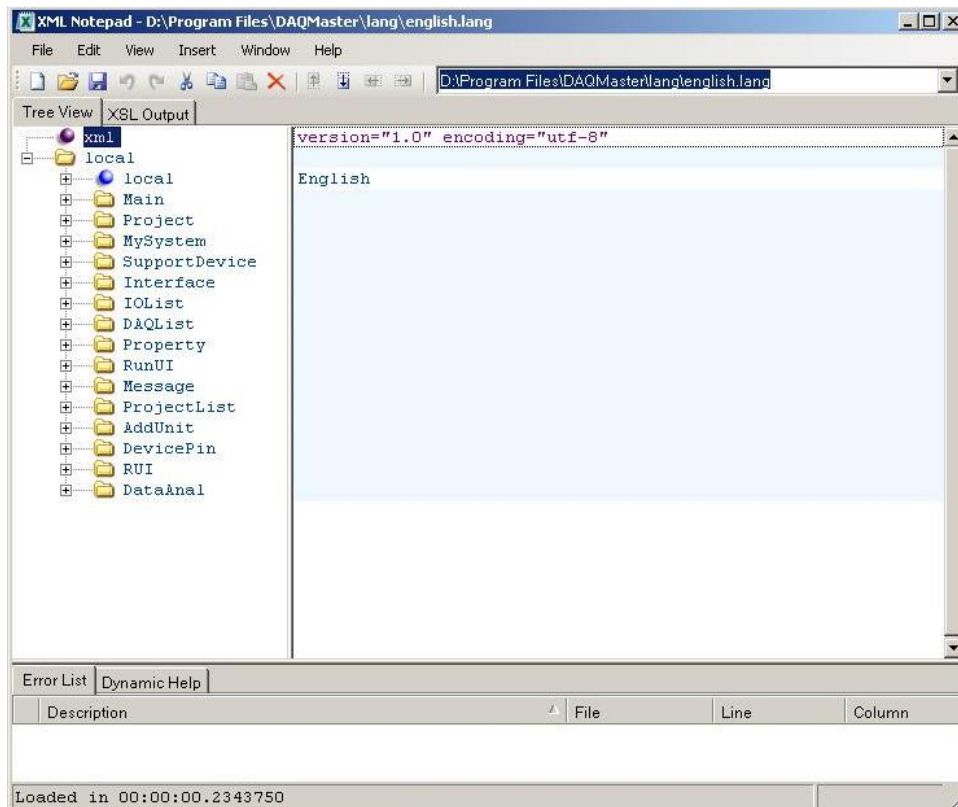 XML Notepad - D:\Program Files\DAQMaster\lang\english.lang
File Edit View Insert Window Help
D:\Program Files\DAQMaster\lang\english.lang
Tree View XSL Output
xml version="1.0" encoding="utf-8"
local
local English
Main
Project
MySystem
SupportDevice
Interface
IOList
DAQList
Property
RunUI
Message
ProjectList
AddUnit
DevicePin
RUI
DataAnal
Error List Dynamic Help
Description File Line Column
Loaded in 00:00:00.2343750